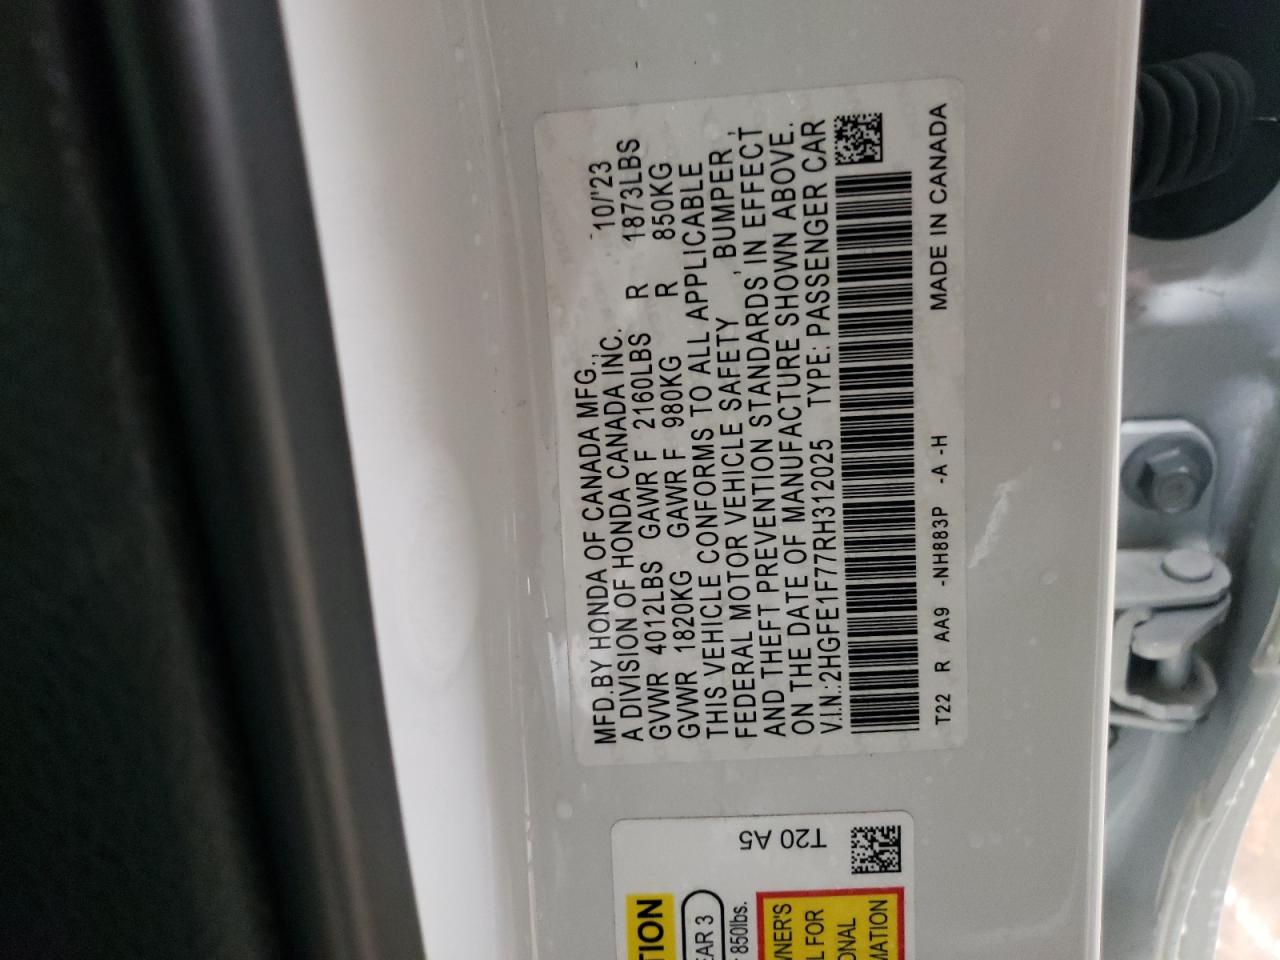 MFD.BY HONDA OF CANADA MFG., 10/'23
A DIVISION OF HONDA CANADA INC.
GVWR 4012LBS GAWR F 2160LBS R 1873LBS
GVWR 1820KG GAWR F 980KG R 850KG
THIS VEHICLE CONFORMS TO ALL APPLICABLE
FEDERAL MOTOR VEHICLE SAFETY , BUMPER ,
AND THEFT PREVENTION STANDARDS IN EFFECT
ON THE DATE OF MANUFACTURE SHOWN ABOVE.
V.I.N.:2HGFE1F77RH312025 TYPE: PASSENGER CAR
T22 R AA9 -NH883P -A -H MADE IN CANADA
T20 A5
TION
EAR 3
850lbs.
WNER'S
L FOR
ONAL
MATION